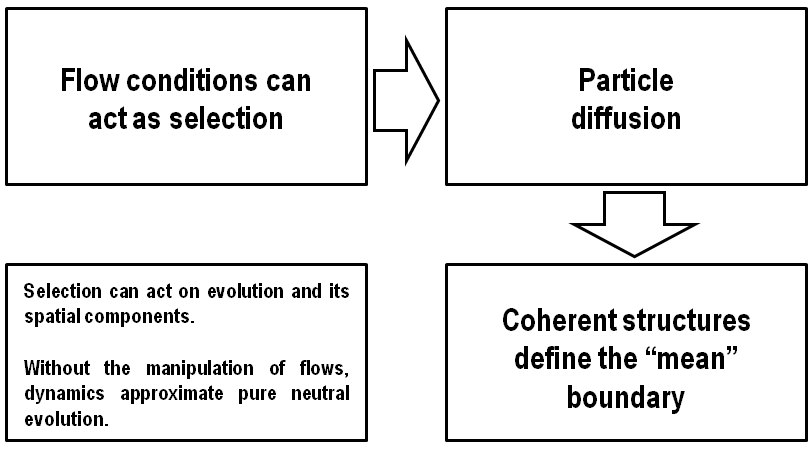 Flow conditions can
act as selection
Particle
diffusion
Selection can act on evolution and its
spatial components.
Without the manipulation of flows,
dynamics approximate pure neutral
evolution.
Coherent structures
define the “mean”
boundary